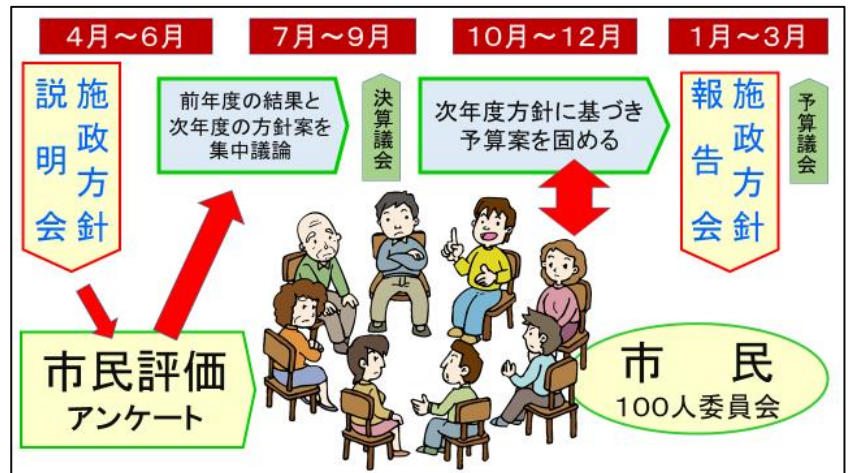 4月～6月
7月～9月
10月～12月
1月～3月
施政方針
説明会
前年度の結果と
次年度の方針案を
集中議論
決算議会
次年度方針に基づき
予算案を固める
施政方針
報告会
予算議会
市民評価
アンケート
市 民
100人委員会